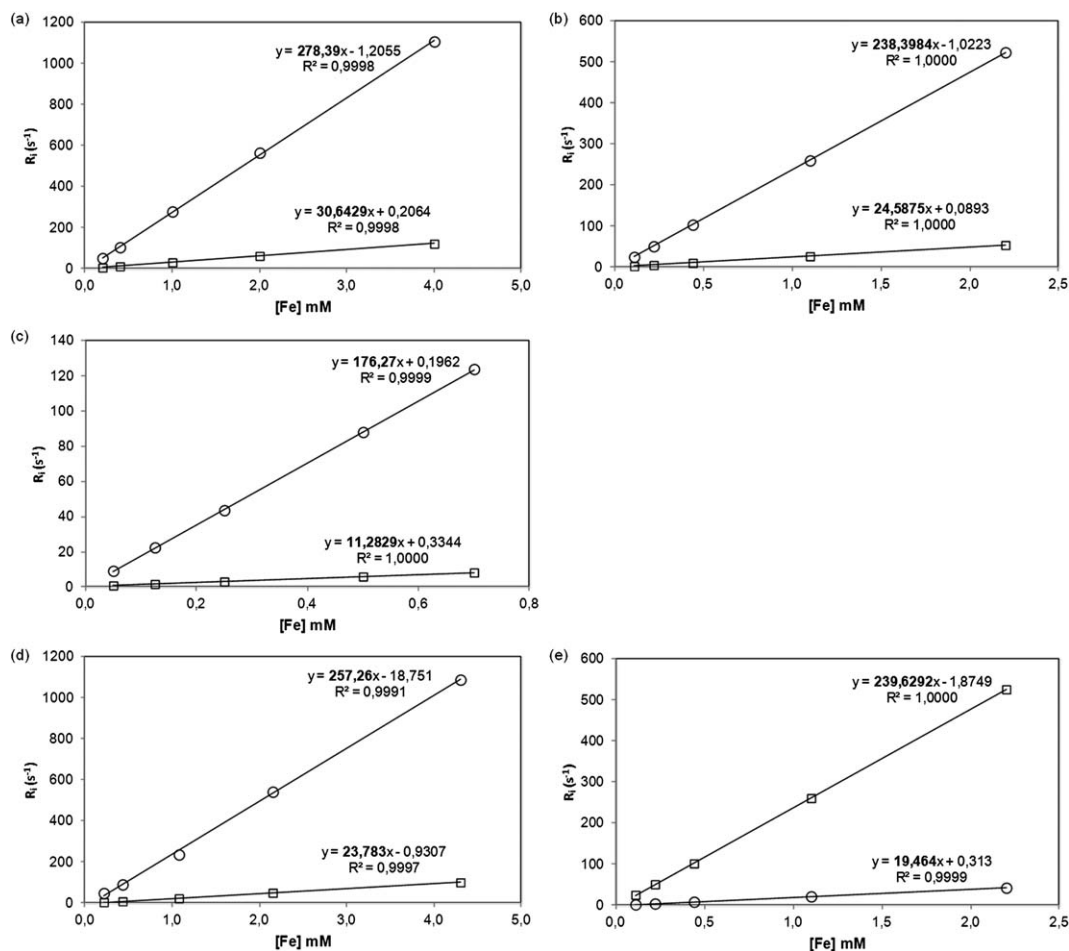 (a)
1200
1000
800
600
400
200
0
R_i (s⁻¹)
y = 278,39x - 1,2055
R² = 0,9998
y = 30,6429x + 0,2064
R² = 0,9998
0,0 1,0 2,0 3,0 4,0 5,0
[Fe] mM
(b)
600
500
400
300
200
100
0
R_i (s⁻¹)
y = 238,3984x - 1,0223
R² = 1,0000
y = 24,5875x + 0,0893
R² = 1,0000
0,0 0,5 1,0 1,5 2,0 2,5
[Fe] mM
(c)
140
120
100
80
60
40
20
0
R_i (s⁻¹)
y = 176,27x + 0,1962
R² = 0,9999
y = 11,2829x + 0,3344
R² = 1,0000
0,0 0,2 0,4 0,6 0,8
[Fe] mM
(d)
1200
1000
800
600
400
200
0
R_i (s⁻¹)
y = 257,26x - 18,751
R² = 0,9991
y = 23,783x - 0,9307
R² = 0,9997
0,0 1,0 2,0 3,0 4,0 5,0
[Fe] mM
(e)
600
500
400
300
200
100
0
R_i (s⁻¹)
y = 239,6292x - 1,8749
R² = 1,0000
y = 19,464x + 0,313
R² = 0,9999
0,0 0,5 1,0 1,5 2,0 2,5
[Fe] mM